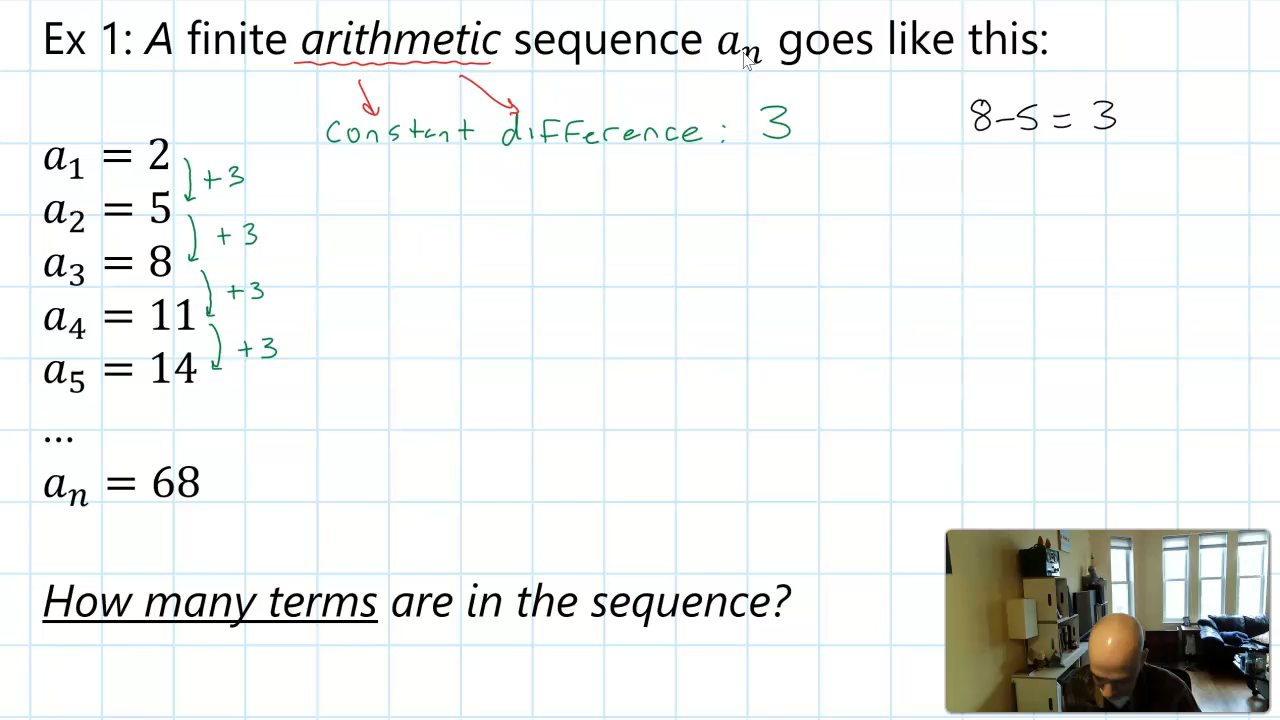 Ex 1: A finite arithmetic sequence aₙ goes like this:
constant difference: 3
8-5 = 3
a₁ = 2
+3
a₂ = 5
+3
a₃ = 8
+3
a₄ = 11
+3
a₅ = 14
...
aₙ = 68
How many terms are in the sequence?